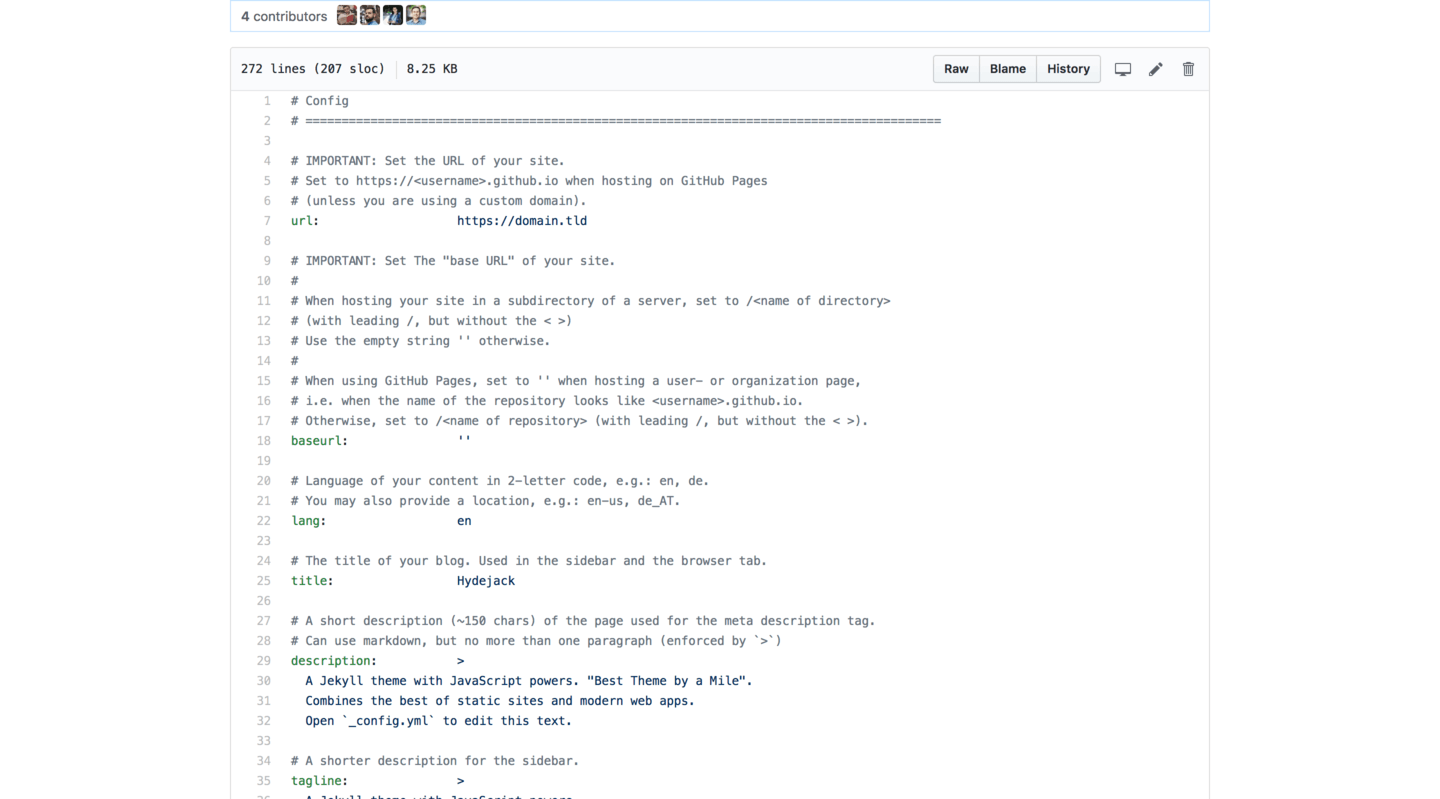 4 contributors
272 lines (207 sloc) 8.25 KB Raw Blame History
1 # Config
2 # ========================================================================================
3
4 # IMPORTANT: Set the URL of your site.
5 # Set to https://<username>.github.io when hosting on GitHub Pages
6 # (unless you are using a custom domain).
7 url: https://domain.tld
8
9 # IMPORTANT: Set The "base URL" of your site.
10 #
11 # When hosting your site in a subdirectory of a server, set to /<name of directory>
12 # (with leading /, but without the < >)
13 # Use the empty string '' otherwise.
14 #
15 # When using GitHub Pages, set to '' when hosting a user- or organization page,
16 # i.e. when the name of the repository looks like <username>.github.io.
17 # Otherwise, set to /<name of repository> (with leading /, but without the < >).
18 baseurl: ''
19
20 # Language of your content in 2-letter code, e.g.: en, de.
21 # You may also provide a location, e.g.: en-us, de_AT.
22 lang: en
23
24 # The title of your blog. Used in the sidebar and the browser tab.
25 title: Hydejack
26
27 # A short description (~150 chars) of the page used for the meta description tag.
28 # Can use markdown, but no more than one paragraph (enforced by `>`)
29 description: >
30 A Jekyll theme with JavaScript powers. "Best Theme by a Mile".
31 Combines the best of static sites and modern web apps.
32 Open `_config.yml` to edit this text.
33
34 # A shorter description for the sidebar.
35 tagline: >
36 A Jekyll theme with JavaScript powers.